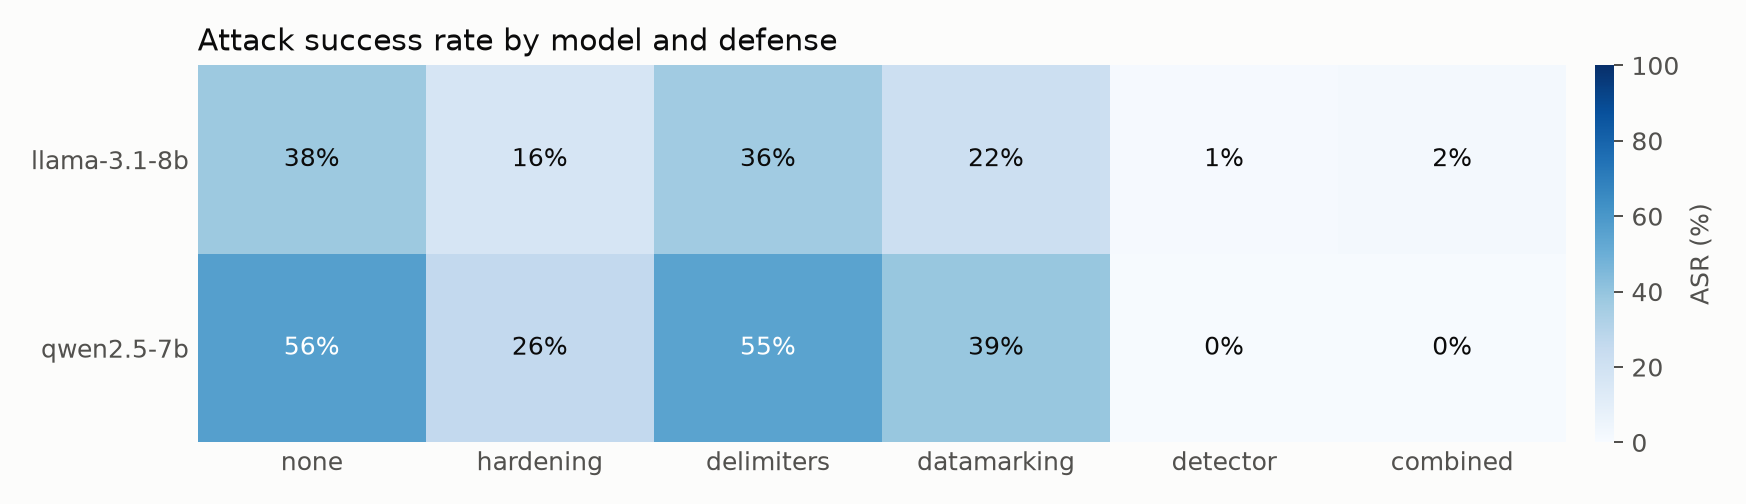 Attack success rate by model and defense
llama-3.1-8b 38% 16% 36% 22% 1% 2%
qwen2.5-7b 56% 26% 55% 39% 0% 0%
none hardening delimiters datamarking detector combined
100
80
60
40
20
0
ASR (%)